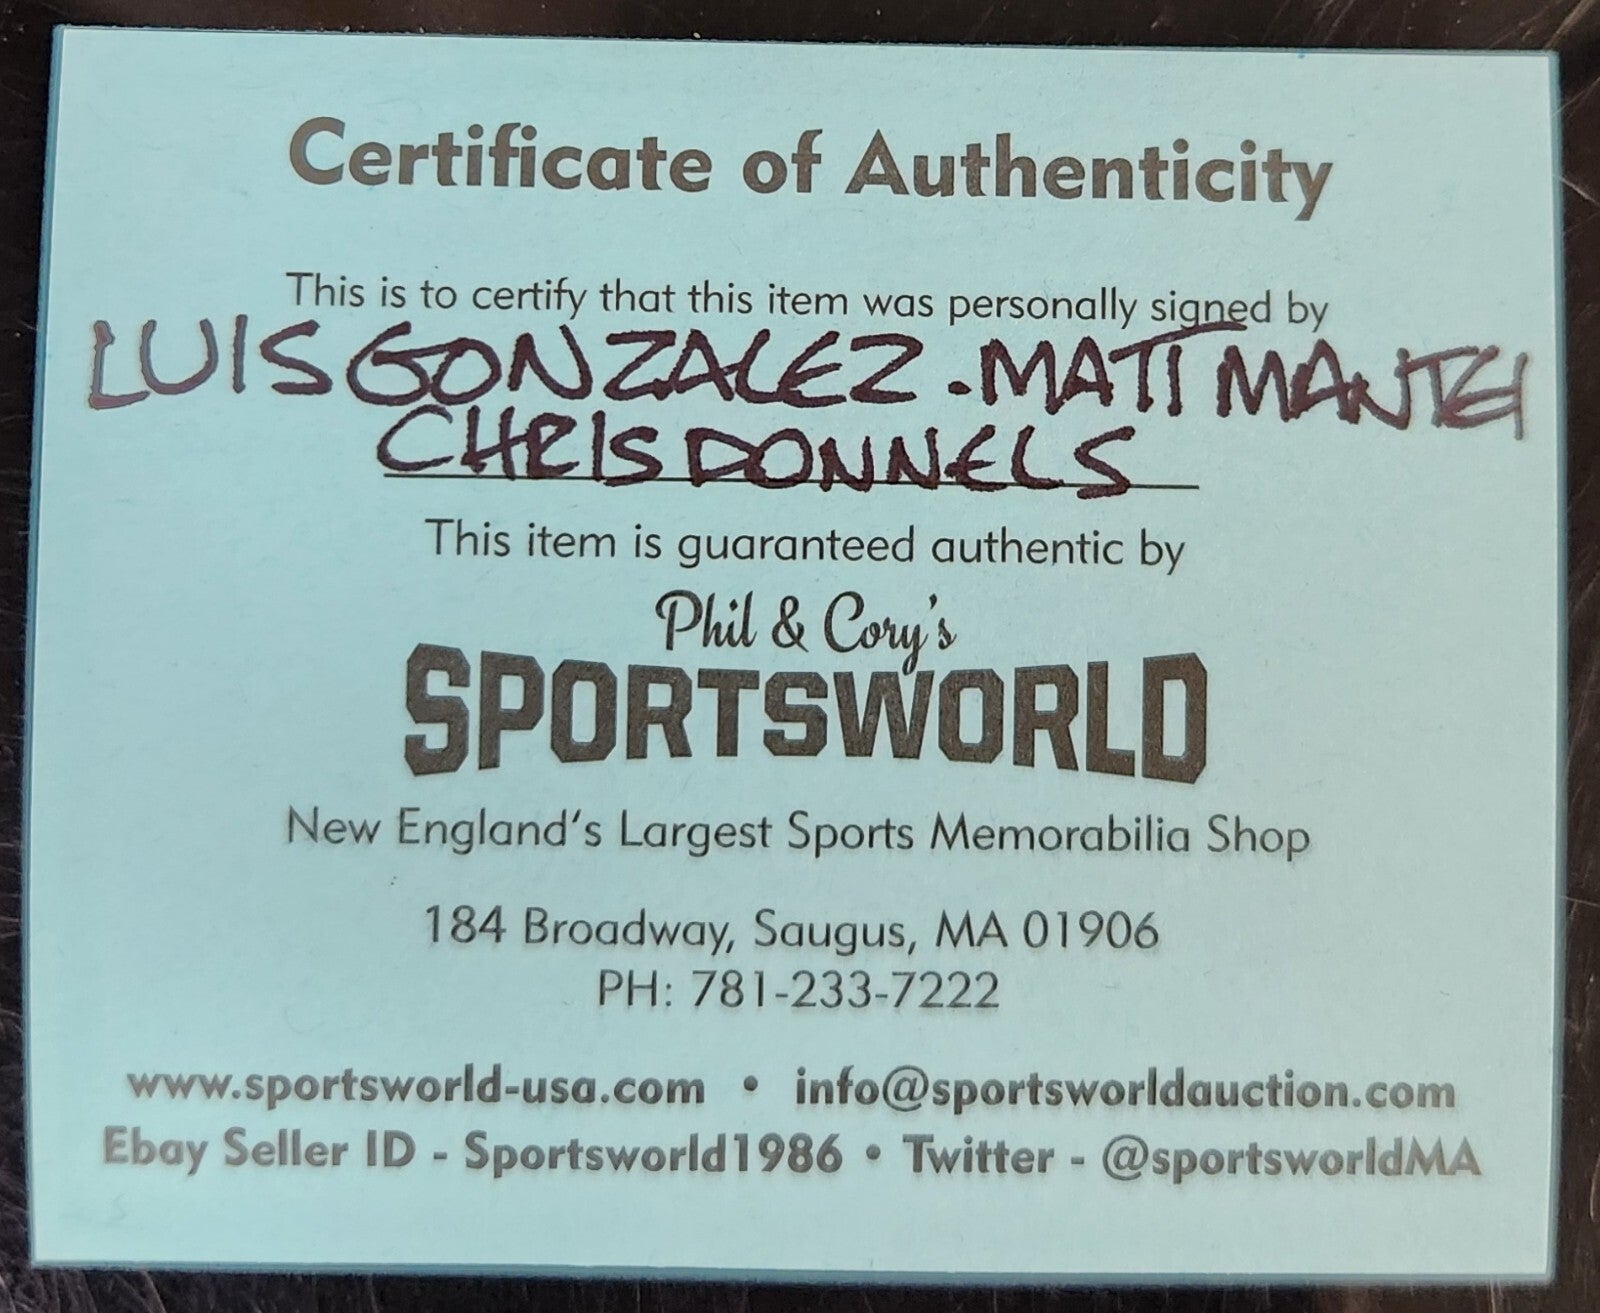 Certificate of Authenticity
This is to certify that this item was personally signed by
LUIS GONZALEZ. MATT MANTEI
CHRIS DONNELS
This item is guaranteed authentic by
Phil & Cory's
SPORTSWORLD
New England's Largest Sports Memorabilia Shop
184 Broadway, Saugus, MA 01906
PH: 781-233-7222
www.sportsworld-usa.com • info@sportsworldauction.com
Ebay Seller ID - Sportsworld1986 • Twitter - @sportsworldMA